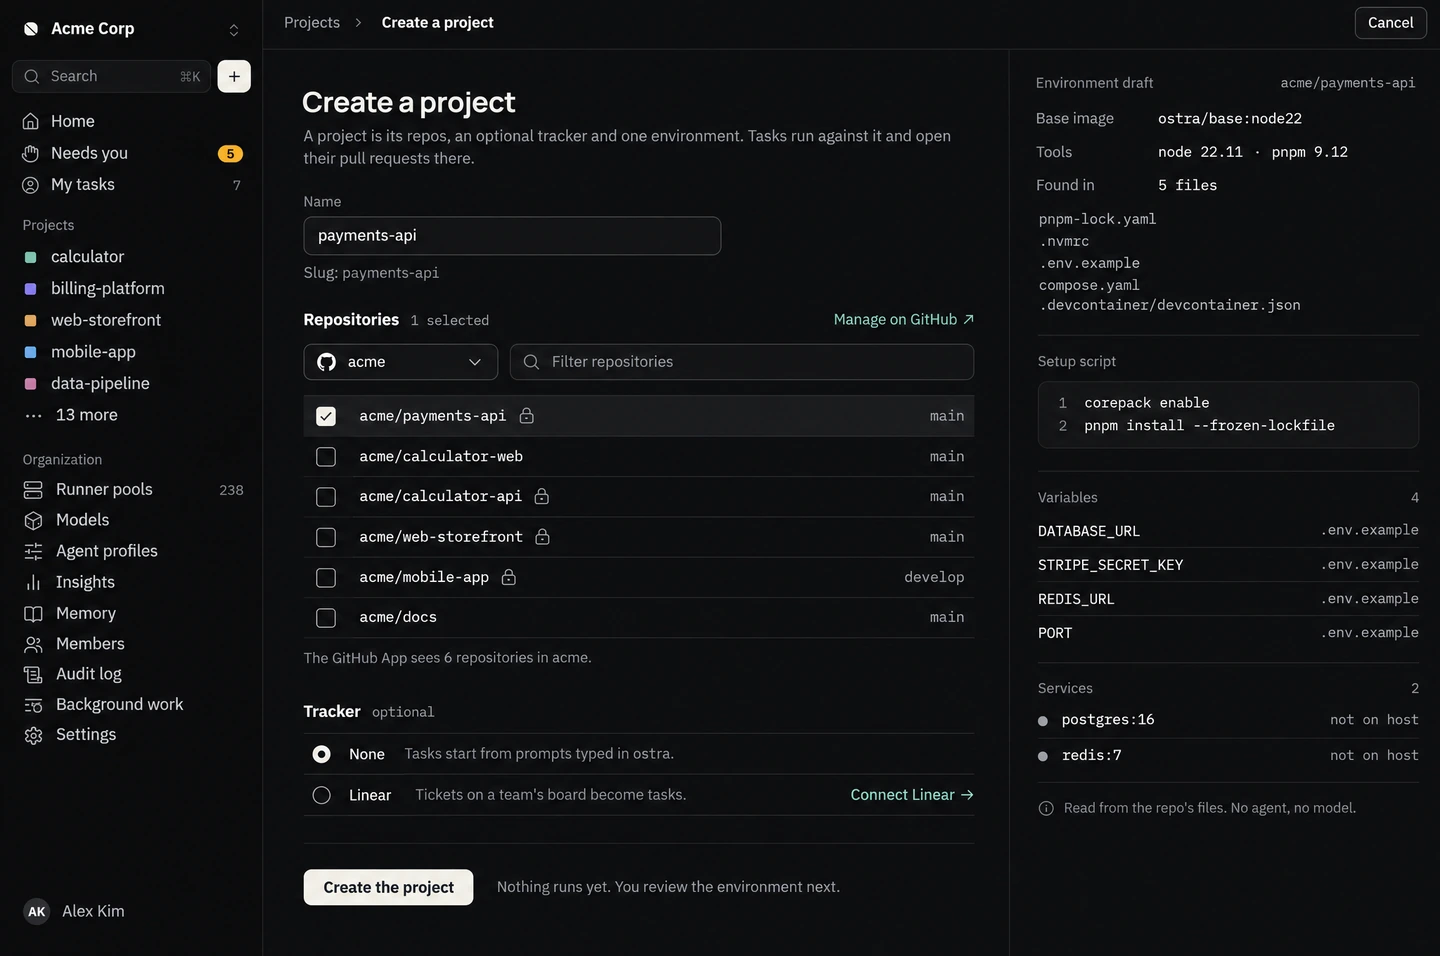 Acme Corp
Search ⌘K +
Home
Needs you 5
My tasks 7
Projects
calculator
billing-platform
web-storefront
mobile-app
data-pipeline
··· 13 more
Organization
Runner pools 238
Models
Agent profiles
Insights
Memory
Members
Audit log
Background work
Settings
AK Alex Kim
Projects > Create a project
Cancel
Create a project
A project is its repos, an optional tracker and one environment. Tasks run against it and open
their pull requests there.
Name
payments-api
Slug: payments-api
Repositories 1 selected
Manage on GitHub ↗
acme
Filter repositories
acme/payments-api main
acme/calculator-web main
acme/calculator-api main
acme/web-storefront main
acme/mobile-app develop
acme/docs main
The GitHub App sees 6 repositories in acme.
Tracker optional
None Tasks start from prompts typed in ostra.
Linear Tickets on a team's board become tasks. Connect Linear →
Create the project Nothing runs yet. You review the environment next.
Environment draft acme/payments-api
Base image ostra/base:node22
Tools node 22.11 · pnpm 9.12
Found in 5 files
pnpm-lock.yaml
.nvmrc
.env.example
compose.yaml
.devcontainer/devcontainer.json
Setup script
1 corepack enable
2 pnpm install --frozen-lockfile
Variables 4
DATABASE_URL .env.example
STRIPE_SECRET_KEY .env.example
REDIS_URL .env.example
PORT .env.example
Services 2
postgres:16 not on host
redis:7 not on host
Read from the repo's files. No agent, no model.